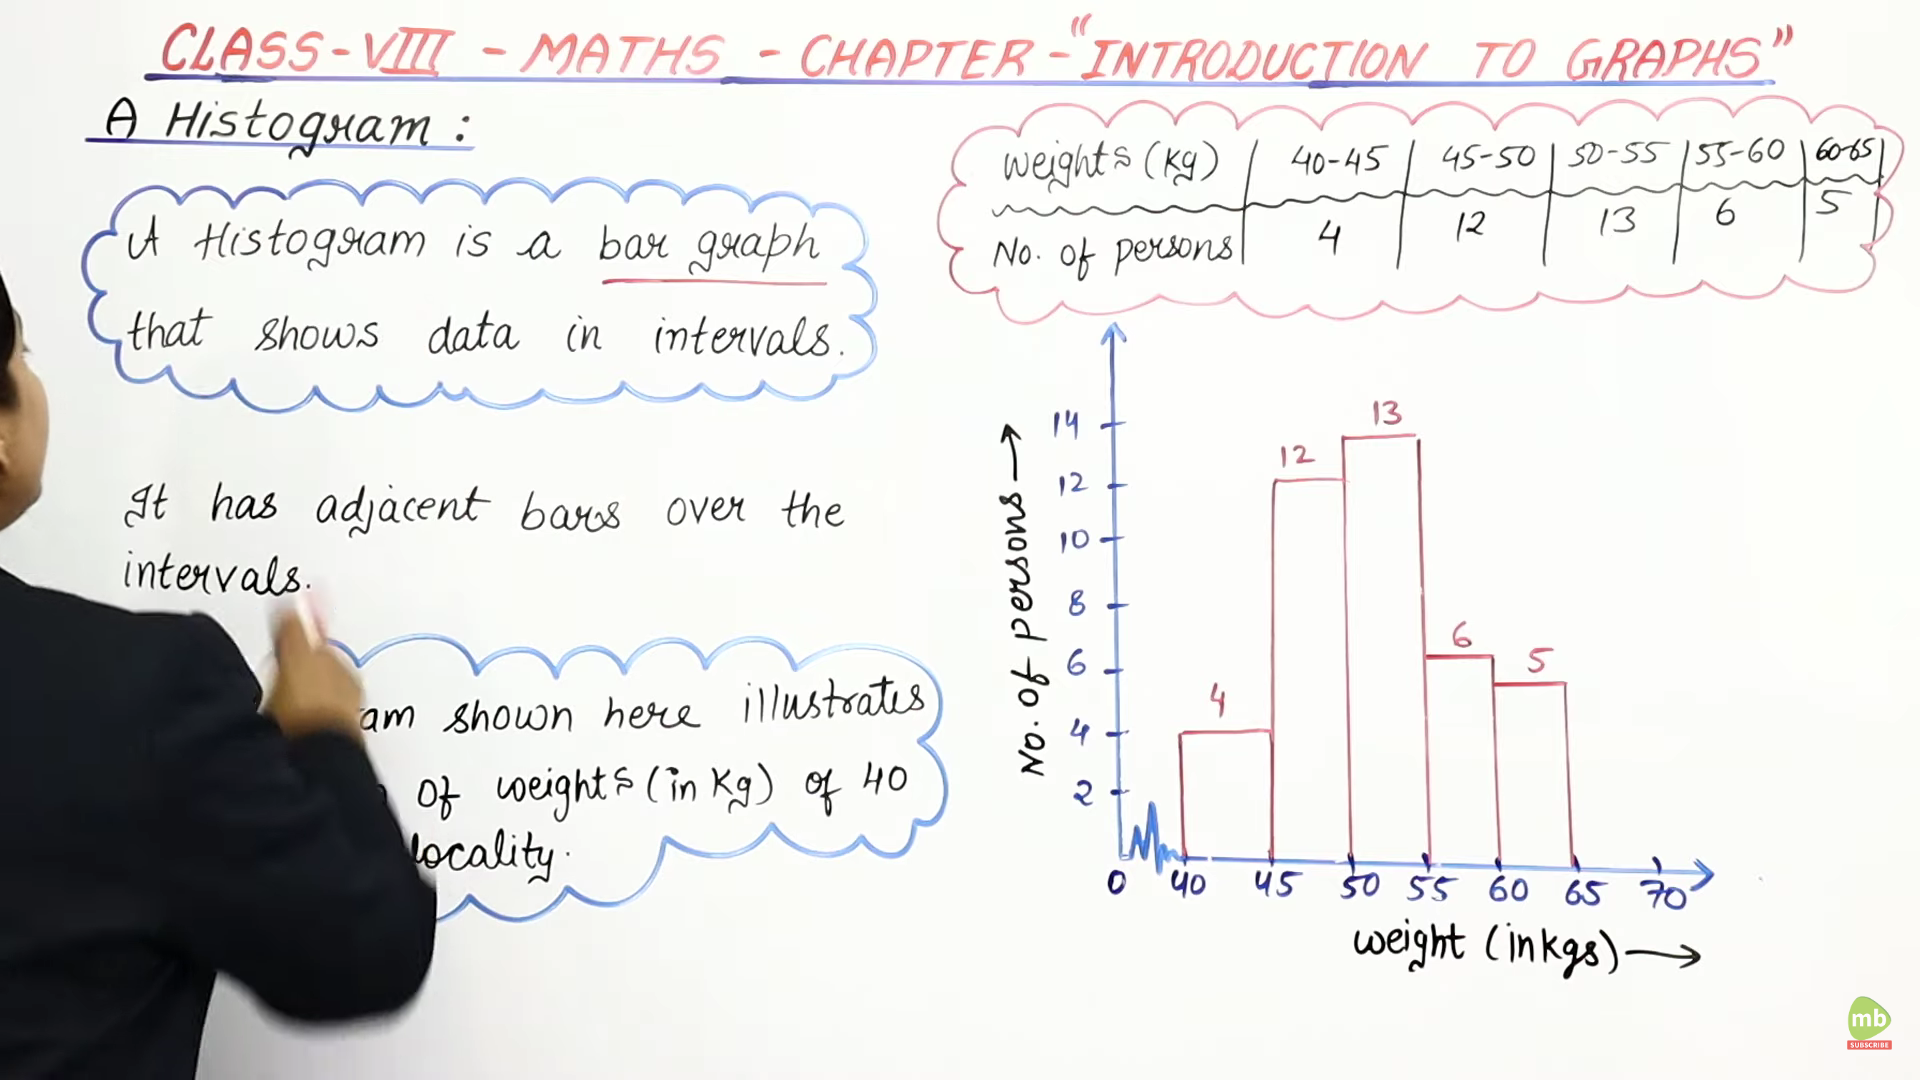 CLASS-VIII - MATHS - CHAPTER - "INTRODUCTION TO GRAPHS"
A Histogram :
A Histogram is a bar graph
that shows data in intervals.
It has adjacent bars over the
intervals.
am shown here illustrates
of weights (in Kg) of 40
locality.
weights (Kg) 40-45 45-50 50-55 55-60 60-65
No. of persons 4 12 13 6 5
No. of persons
14
12
10
8
6
4
2
4
12
13
6
5
0 40 45 50 55 60 65 70
weight (in kgs)
mb
SUBSCRIBE